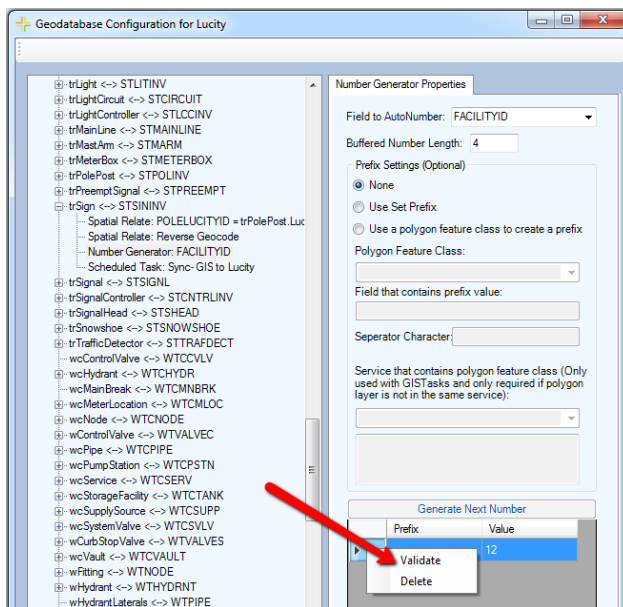 Geodatabase Configuration for Lucity
trLight <--> STLITINV
trLightCircuit <--> STCIRCUIT
trLightController <--> STLCCINV
trMainLine <--> STMAINLINE
trMastArm <--> STMARM
trMeterBox <--> STMETERBOX
trPolePost <--> STPOLINV
trPreemptSignal <--> STPREEMPT
trSign <--> STSININV
Spatial Relate: POLELUCITYID = trPolePost.Luc
Spatial Relate: Reverse Geocode
Number Generator: FACILITYID
Scheduled Task: Sync- GIS to Lucity
trSignal <--> STSIGNL
trSignalController <--> STCNTRLINV
trSignalHead <--> STSHEAD
trSnowshoe <--> STSNOWSHOE
trTrafficDetector <--> STTRAFDECT
wcControlValve <--> WTCCVLV
wcHydrant <--> WTCHYDR
wcMainBreak <--> WTCMNBRK
wcMeterLocation <--> WTCMLOC
wcNode <--> WTCNODE
wControlValve <--> WTVALVEC
wcPipe <--> WTCPIPE
wcPumpStation <--> WTCPSTN
wcService <--> WTCSERV
wcStorageFacility <--> WTCTANK
wcSupplySource <--> WTCSUPP
wcSystemValve <--> WTCSVLV
wCurbStopValve <--> WTVALVES
wcVault <--> WTCVAULT
wFitting <--> WTNODE
wHydrant <--> WTHYDRNT
wHydrantLaterals <--> WTPIPE
Number Generator Properties
Field to AutoNumber: FACILITYID
Buffered Number Length: 4
Prefix Settings (Optional)
None
Use Set Prefix
Use a polygon feature class to create a prefix
Polygon Feature Class:
Field that contains prefix value:
Seperator Character:
Service that contains polygon feature class (Only
used with GISTasks and only required if polygon
layer is not in the same service):
Generate Next Number
Prefix Value
12
Validate
Delete